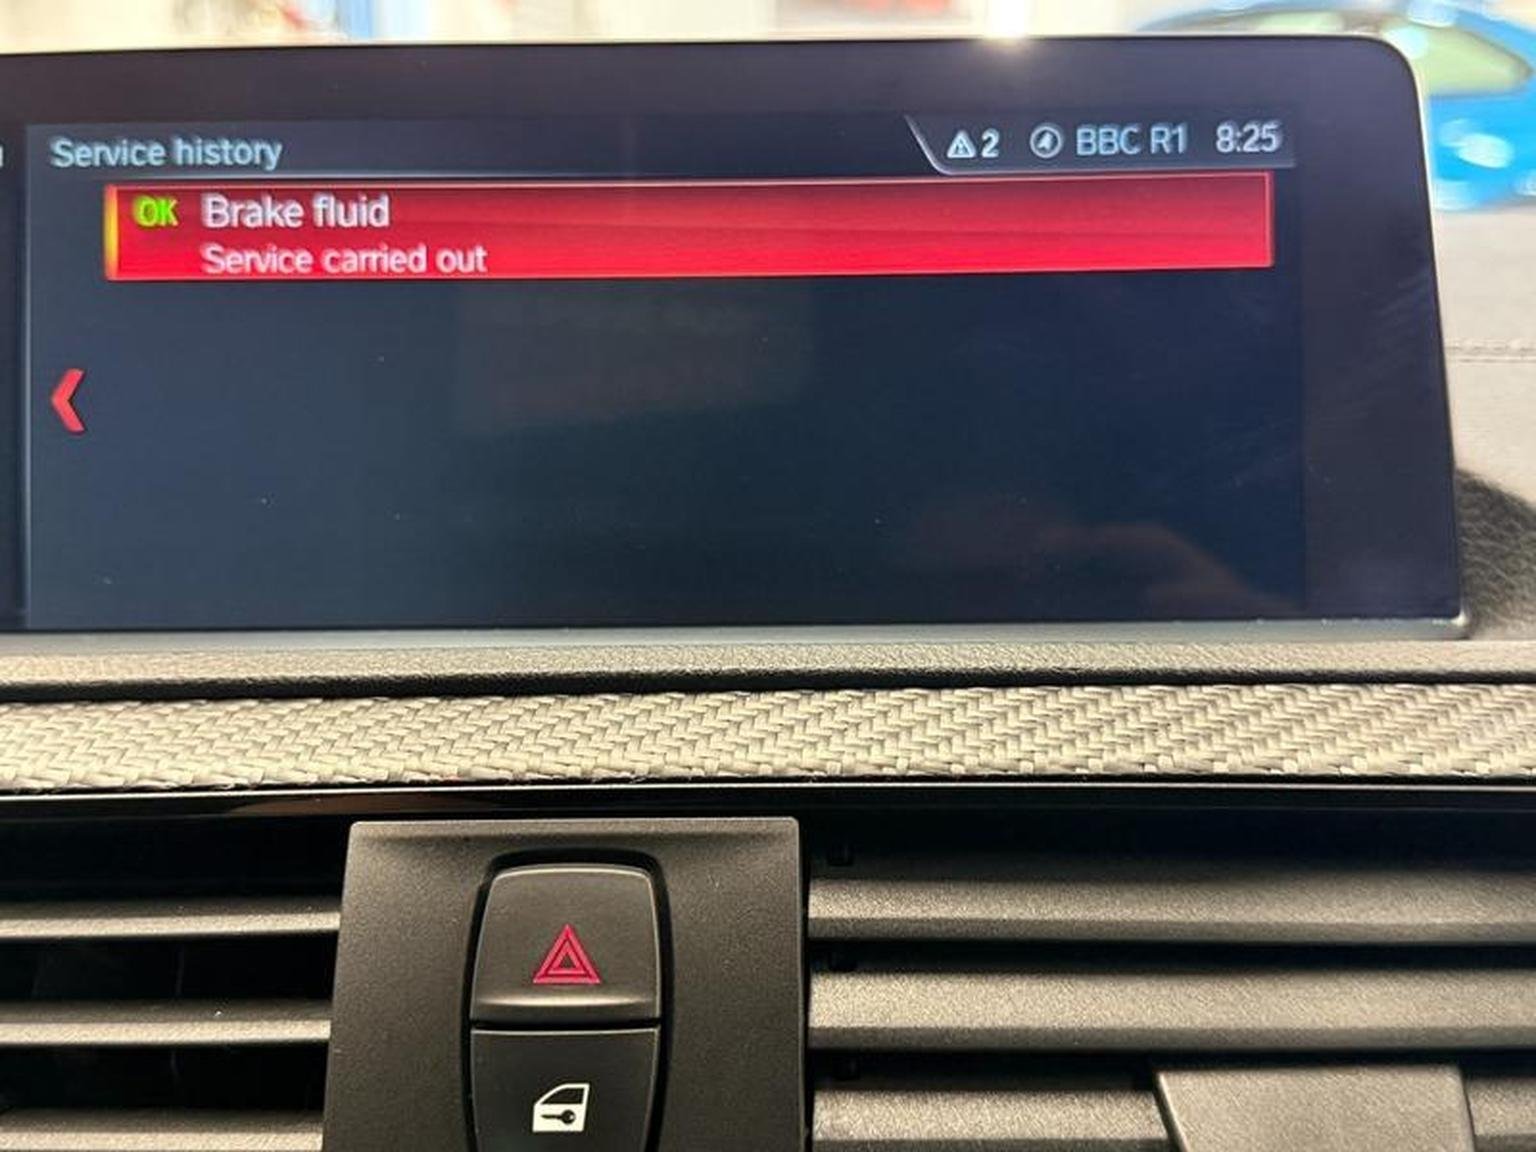 Service history
2 BBC R1 8:25
OK Brake fluid
Service carried out